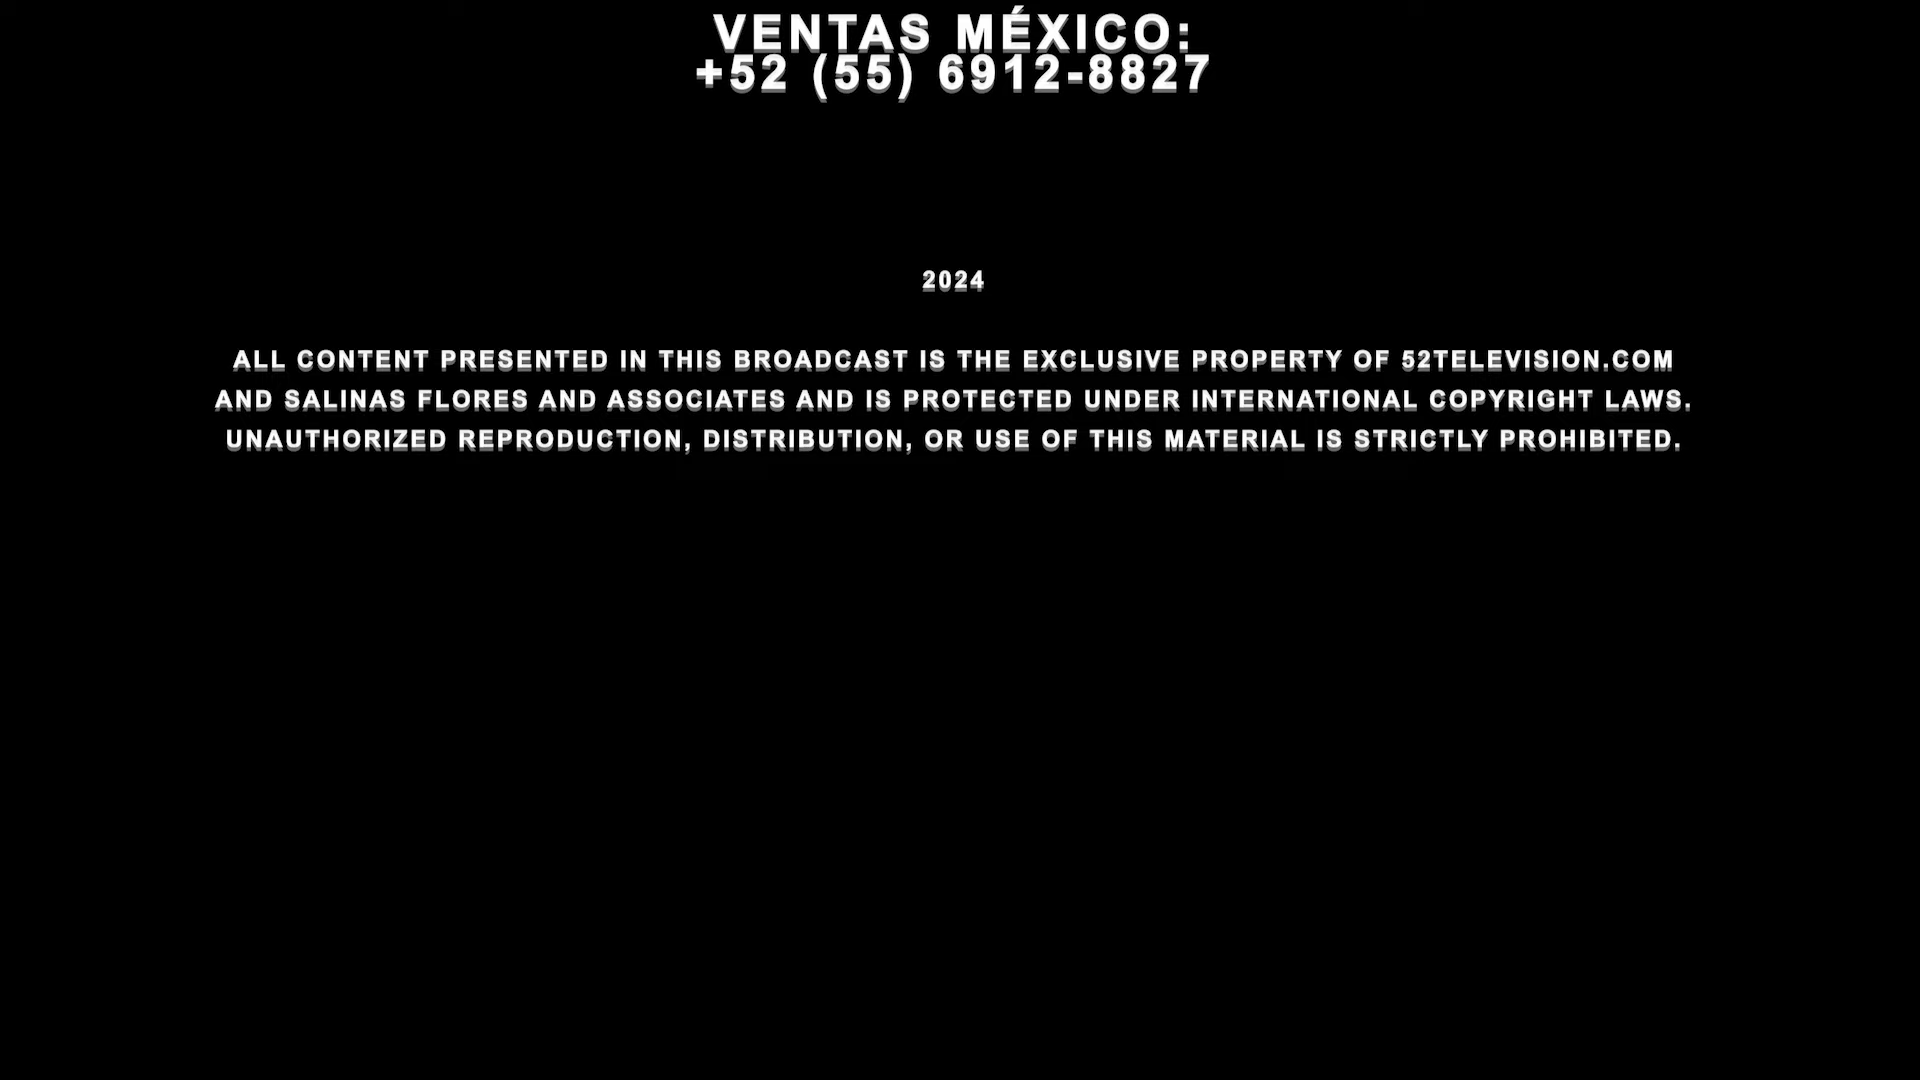 VENTAS MÉXICO:
+52 (55) 6912-8827
2024
ALL CONTENT PRESENTED IN THIS BROADCAST IS THE EXCLUSIVE PROPERTY OF 52TELEVISION.COM
AND SALINAS FLORES AND ASSOCIATES AND IS PROTECTED UNDER INTERNATIONAL COPYRIGHT LAWS.
UNAUTHORIZED REPRODUCTION, DISTRIBUTION, OR USE OF THIS MATERIAL IS STRICTLY PROHIBITED.